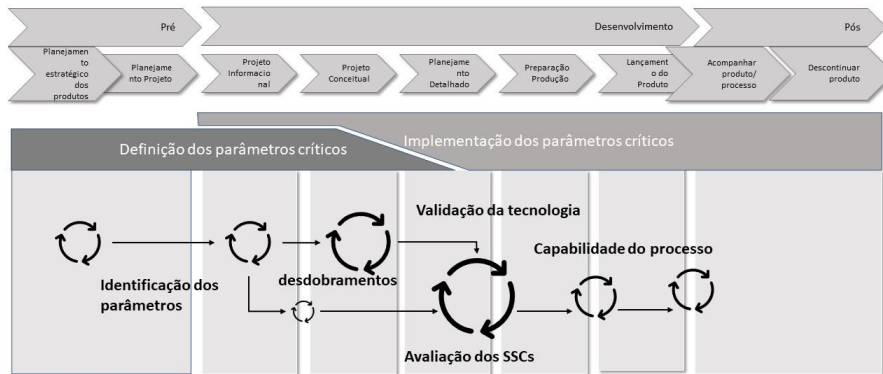 Pré
Desenvolvimento
Pós
Planejame
nto
estratégico
dos
produtos
Planejame
nto Projeto
Projeto
Informacio
nal
Projeto
Conceitual
Planejame
nto
Detalhado
Preparação
Produção
Lançament
o do
Produto
Acompanhar
produto/
processo
Descontinuar
produto
Definição dos parâmetros críticos
Implementação dos parâmetros críticos
Validação da tecnologia
Capabilidade do processo
Identificação dos
parâmetros
desdobramentos
Avaliação dos SSCs